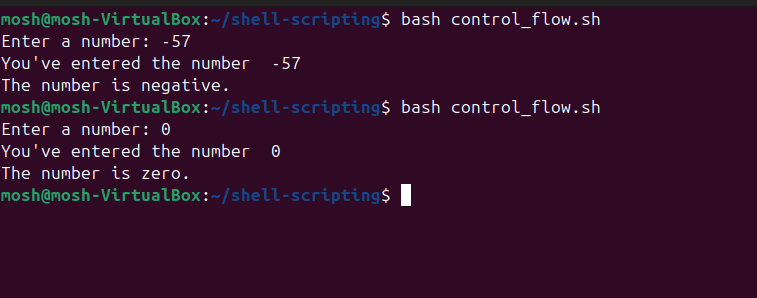 mosh@mosh-VirtualBox:~/shell-scripting$ bash control_flow.sh
Enter a number: -57
You've entered the number  -57
The number is negative.
mosh@mosh-VirtualBox:~/shell-scripting$ bash control_flow.sh
Enter a number: 0
You've entered the number  0
The number is zero.
mosh@mosh-VirtualBox:~/shell-scripting$